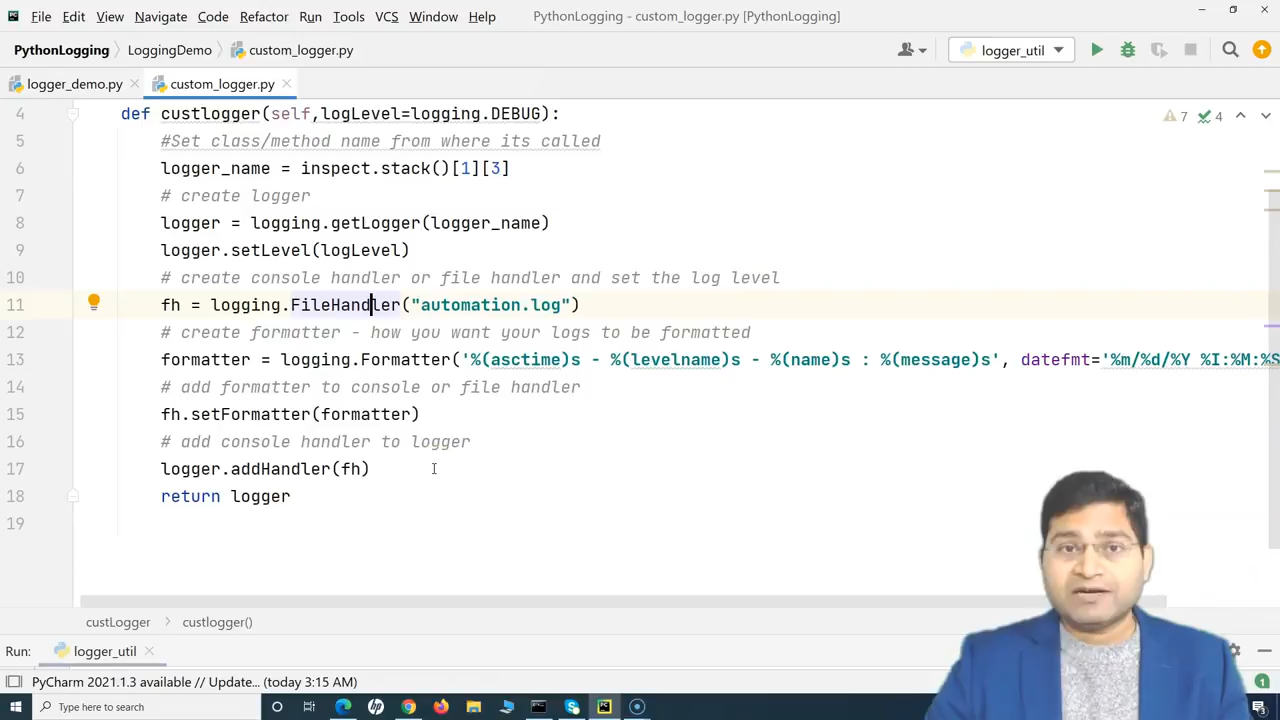 File Edit View Navigate Code Refactor Run Tools VCS Window Help PythonLogging - custom_logger.py [PythonLogging]
PythonLogging LoggingDemo custom_logger.py logger_util
logger_demo.py custom_logger.py
4 def custlogger(self,logLevel=logging.DEBUG): 7 4
5 #Set class/method name from where its called
6 logger_name = inspect.stack()[1][3]
7 # create logger
8 logger = logging.getLogger(logger_name)
9 logger.setLevel(logLevel)
10 # create console handler or file handler and set the log level
11 fh = logging.FileHandler("automation.log")
12 # create formatter - how you want your logs to be formatted
13 formatter = logging.Formatter('%(asctime)s - %(levelname)s - %(name)s : %(message)s', datefmt='%m/%d/%Y %I:%M:%S
14 # add formatter to console or file handler
15 fh.setFormatter(formatter)
16 # add console handler to logger
17 logger.addHandler(fh)
18 return logger
19
custLogger custlogger()
Run: logger_util
PyCharm 2021.1.3 available // Update... (today 3:15 AM) 1
Type here to search 3